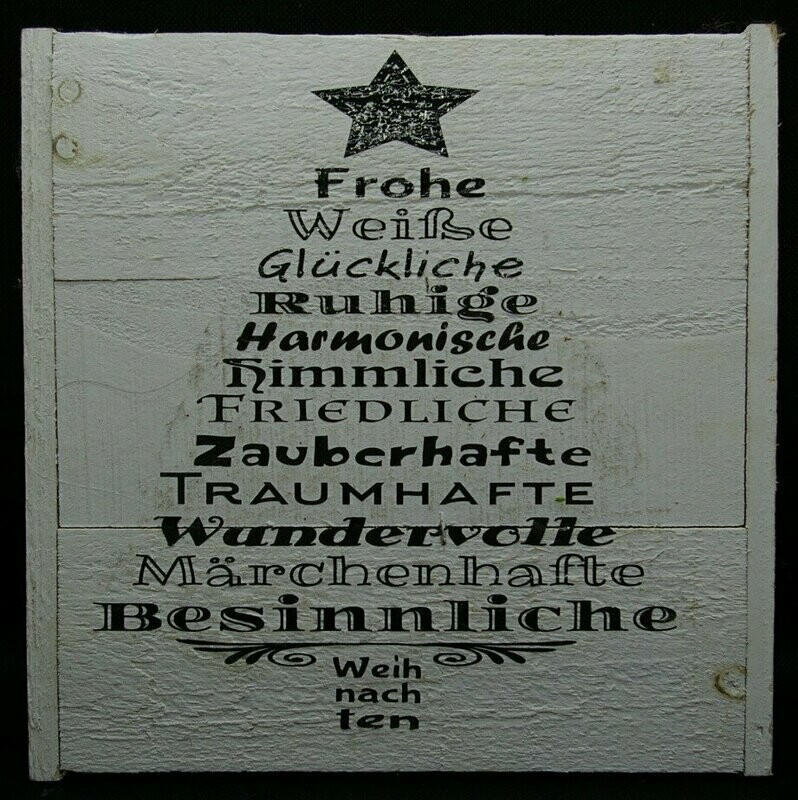 Frohe
Weiße
Glückliche
Ruhige
Harmonische
Himmliche
FRIEDLICHE
Zauberhafte
TRAUMHAFTE
Wundervolle
Märchenhafte
Besinnliche
Weih
nach
ten